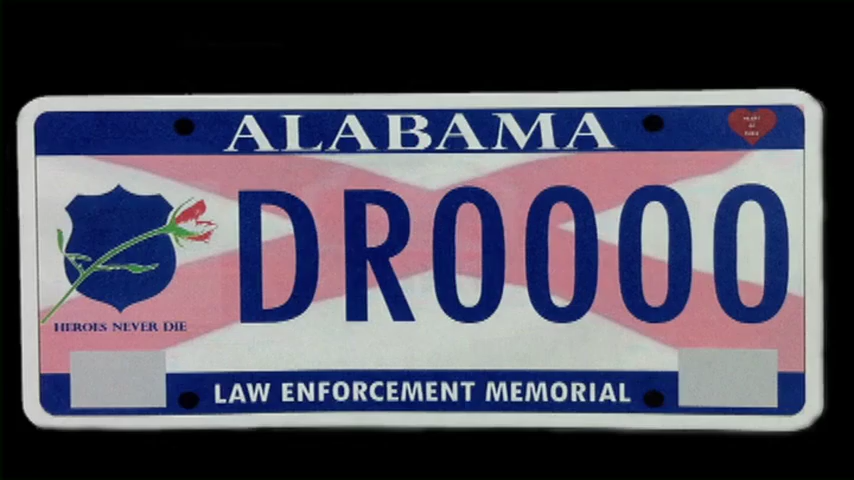 ALABAMA
DR0000
HEROES NEVER DIE
LAW ENFORCEMENT MEMORIAL